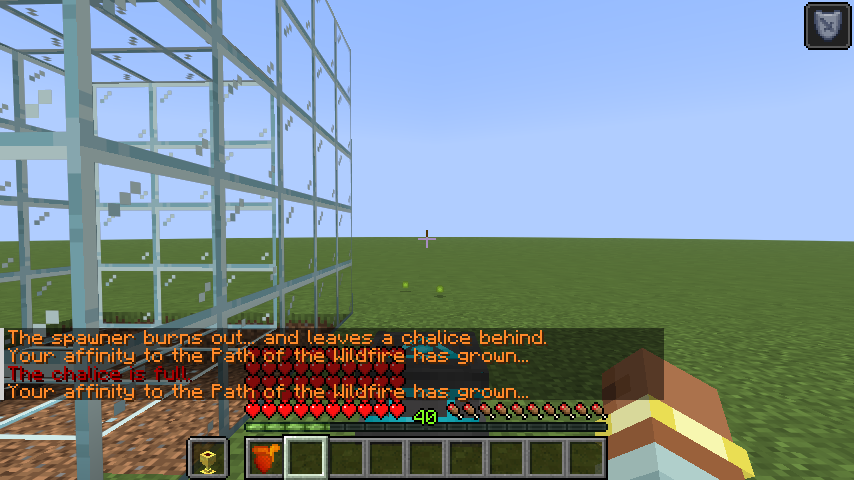 The spawner burns out… and leaves a chalice behind.
Your affinity to the Path of the Wildfire has grown…
The chalice is full.
Your affinity to the Path of the Wildfire has grown…
40